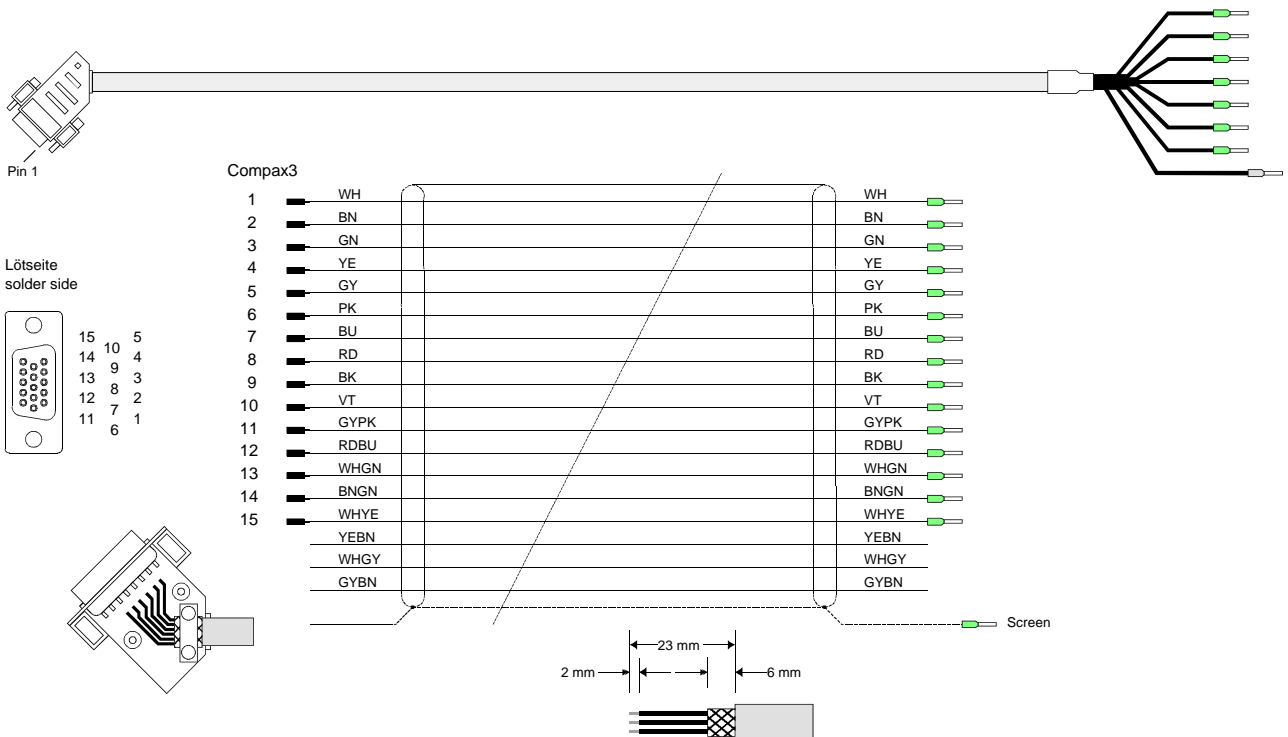 Pin 1
Compax3
1 WH WH
2 BN BN
3 GN GN
4 YE YE
5 GY GY
6 PK PK
7 BU BU
8 RD RD
9 BK BK
10 VT VT
11 GYPK GYPK
12 RDBU RDBU
13 WHGN WHGN
14 BNGN BNGN
15 WHYE WHYE
YEBN YEBN
WHGY WHGY
GYBN GYBN
Screen
Lötseite
solder side
15 5
10
14 4
9
13 3
8
12 2
7
11 1
6
23 mm
2 mm 6 mm